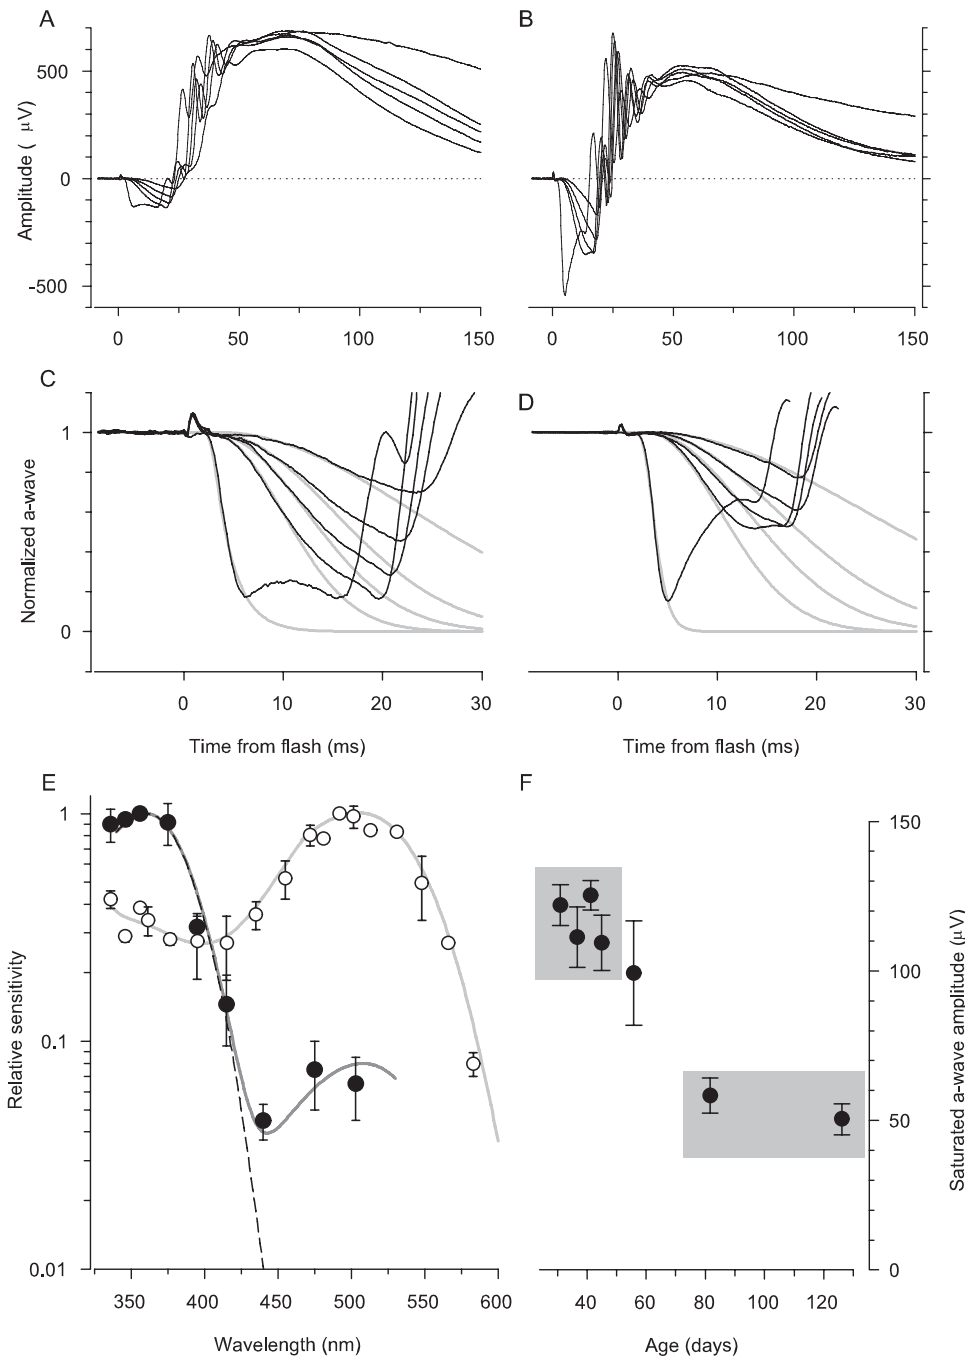 A
B
500
0
-500
Amplitude ( μV)
0 50 100 150
0 50 100 150
C
D
1
0
Normalized a-wave
0 10 20 30
0 10 20 30
Time from flash (ms)
Time from flash (ms)
E
F
1
0.1
0.01
Relative sensitivity
150
100
50
0
Saturated a-wave amplitude (μV)
350 400 450 500 550 600
40 60 80 100 120
Wavelength (nm)
Age (days)